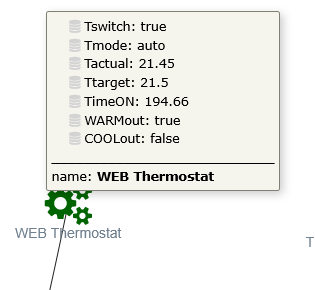 Tswitch: true
Tmode: auto
Tactual: 21.45
Ttarget: 21.5
TimeON: 194.66
WARMout: true
COOLout: false
name: WEB Thermostat
WEB Thermostat
T